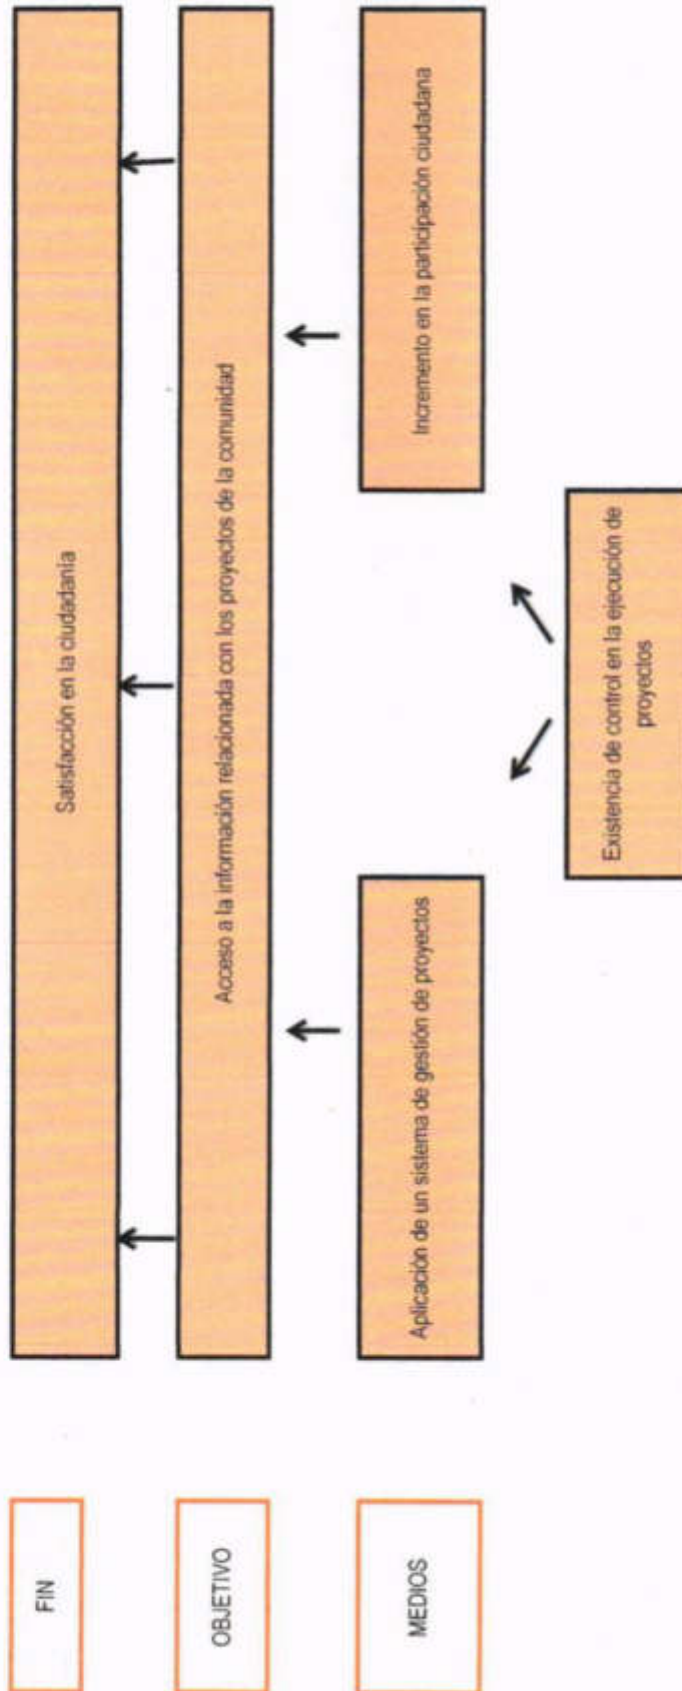 FIN
Satisfacción en la ciudadanía
OBJETIVO
Acceso a la información relacionada con los proyectos de la comunidad
MEDIOS
Aplicación de un sistema de gestión de proyectos
Incremento en la participación ciudadana
Existencia de control en la ejecución de
proyectos